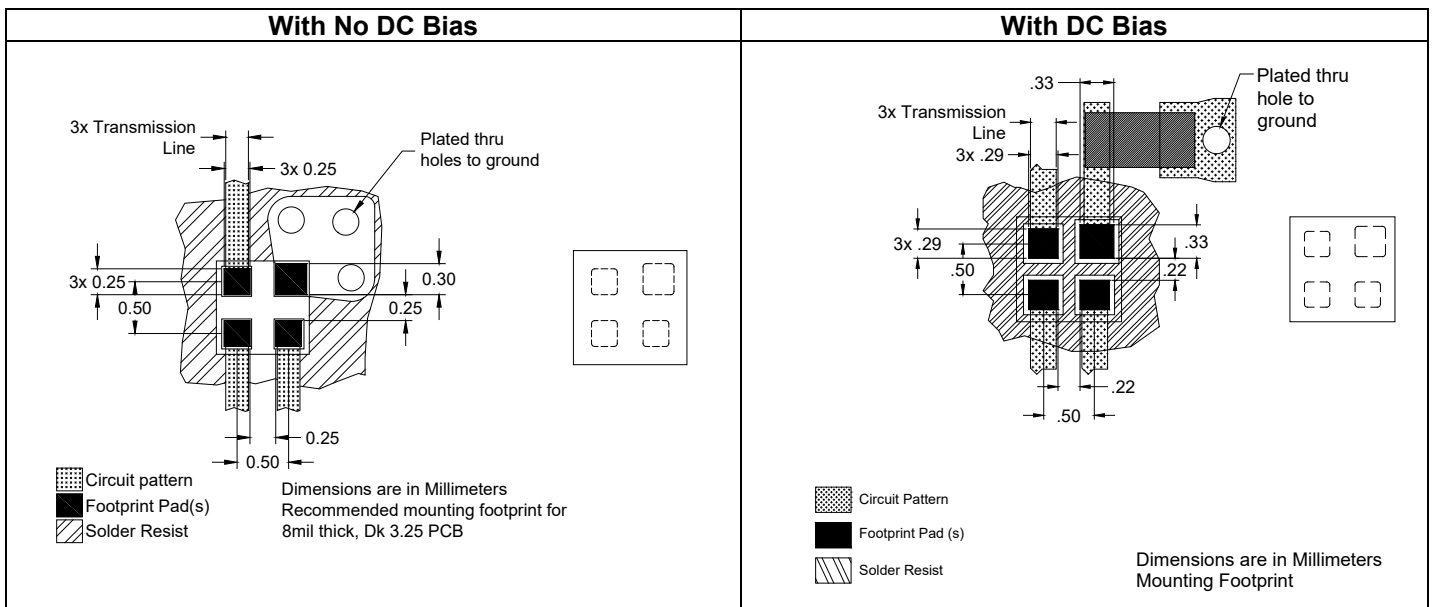 With No DC Bias
3x Transmission
Line
3x 0.25
Plated thru
holes to ground
3x 0.25
0.50
0.30
0.25
0.25
0.50
Circuit pattern
Footprint Pad(s)
Solder Resist
Dimensions are in Millimeters
Recommended mounting footprint for
8mil thick, Dk 3.25 PCB
With DC Bias
.33
Plated thru
hole to
ground
3x Transmission
Line
3x .29
3x .29
.50
.33
.22
.22
.50
Circuit Pattern
Footprint Pad (s)
Solder Resist
Dimensions are in Millimeters
Mounting Footprint